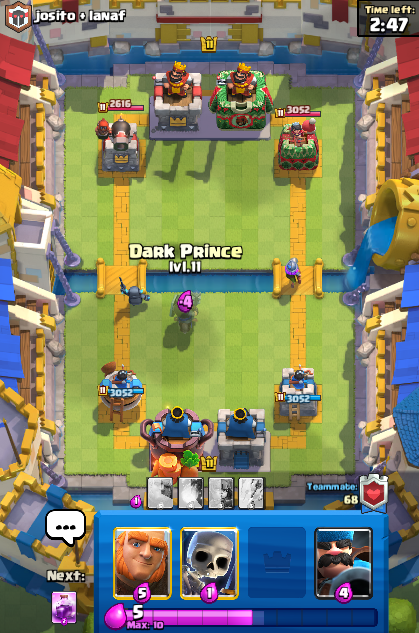 josito + lanaf
Time left:
2:47
2616
3052
Dark Prince
lvl.11
-4
3052
3052
Teammate:
68
...
5
1
4
Next:
5
Max: 10